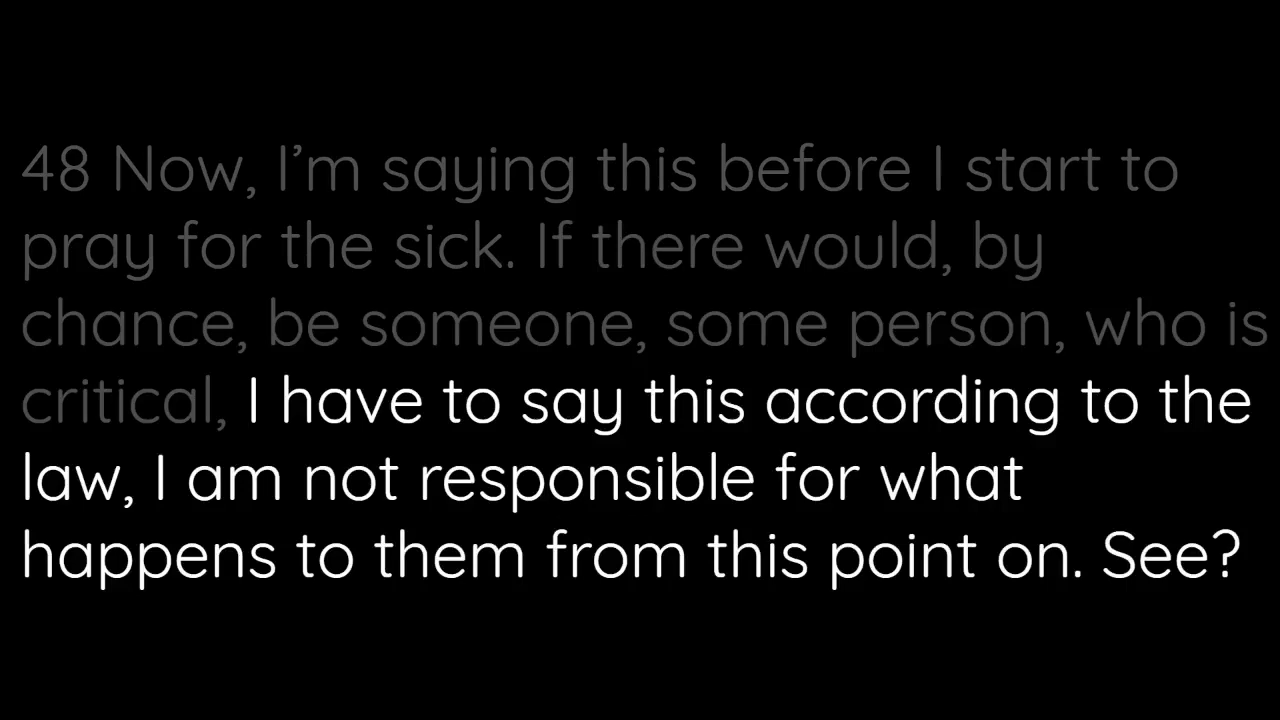 48 Now, I’m saying this before I start to
pray for the sick. If there would, by
chance, be someone, some person, who is
critical, I have to say this according to the
law, I am not responsible for what
happens to them from this point on. See?